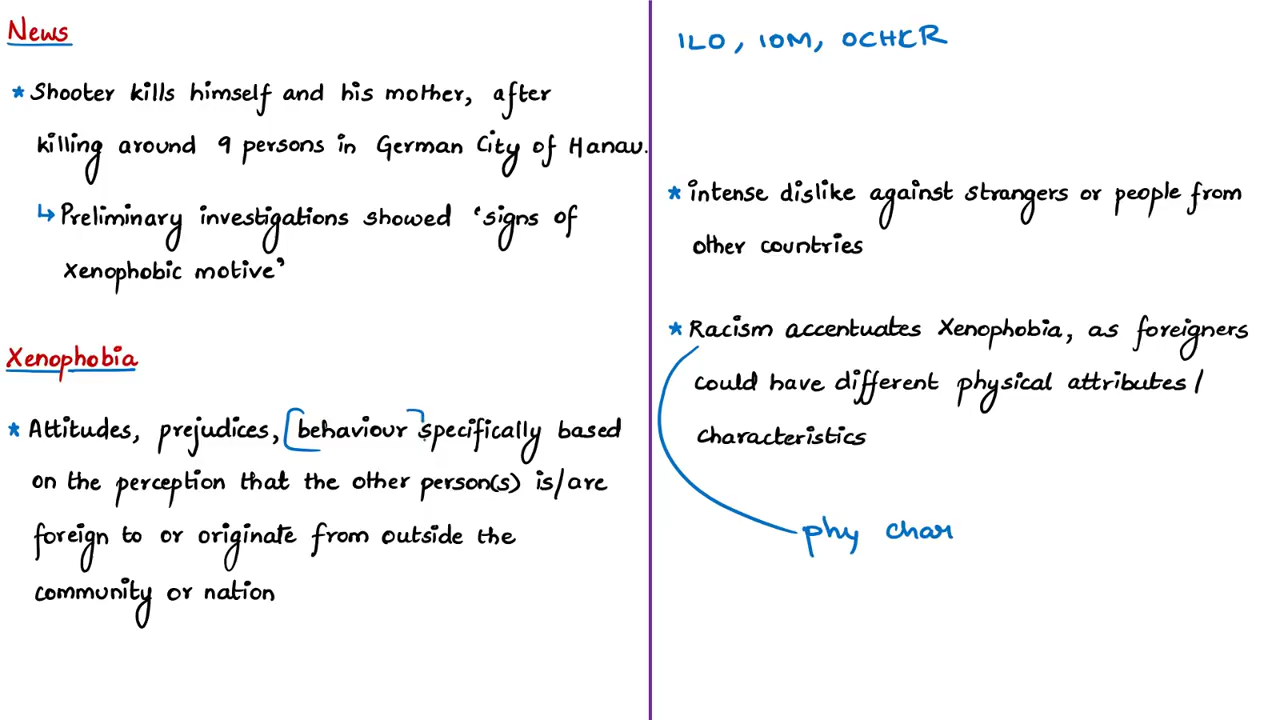 News
* Shooter kills himself and his mother, after
killing around 9 persons in German City of Hanau.
↳ Preliminary investigations showed 'signs of
xenophobic motive'
Xenophobia
* Attitudes, prejudices, [behaviour] specifically based
on the perception that the other person(s) is/are
foreign to or originate from outside the
community or nation
ILO, IOM, OCHCR
* intense dislike against strangers or people from
other countries
* Racism accentuates Xenophobia, as foreigners
could have different physical attributes/
characteristics
phy char